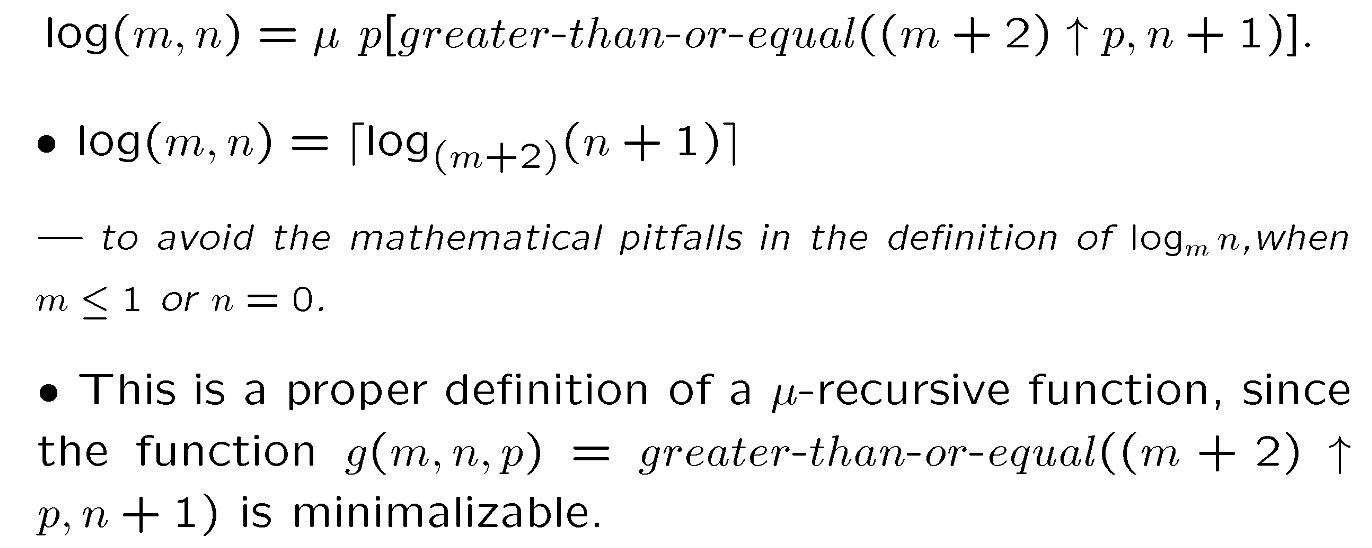 log(m, n) = μ p[greater-than-or-equal((m + 2) ↑ p, n + 1)].
• log(m, n) = ⌈log₍ₘ₊₂₎(n + 1)⌉
— to avoid the mathematical pitfalls in the definition of logₘ n,when
m ≤ 1 or n = 0.
• This is a proper definition of a μ-recursive function, since
the function g(m, n, p) = greater-than-or-equal((m + 2) ↑
p, n + 1) is minimalizable.